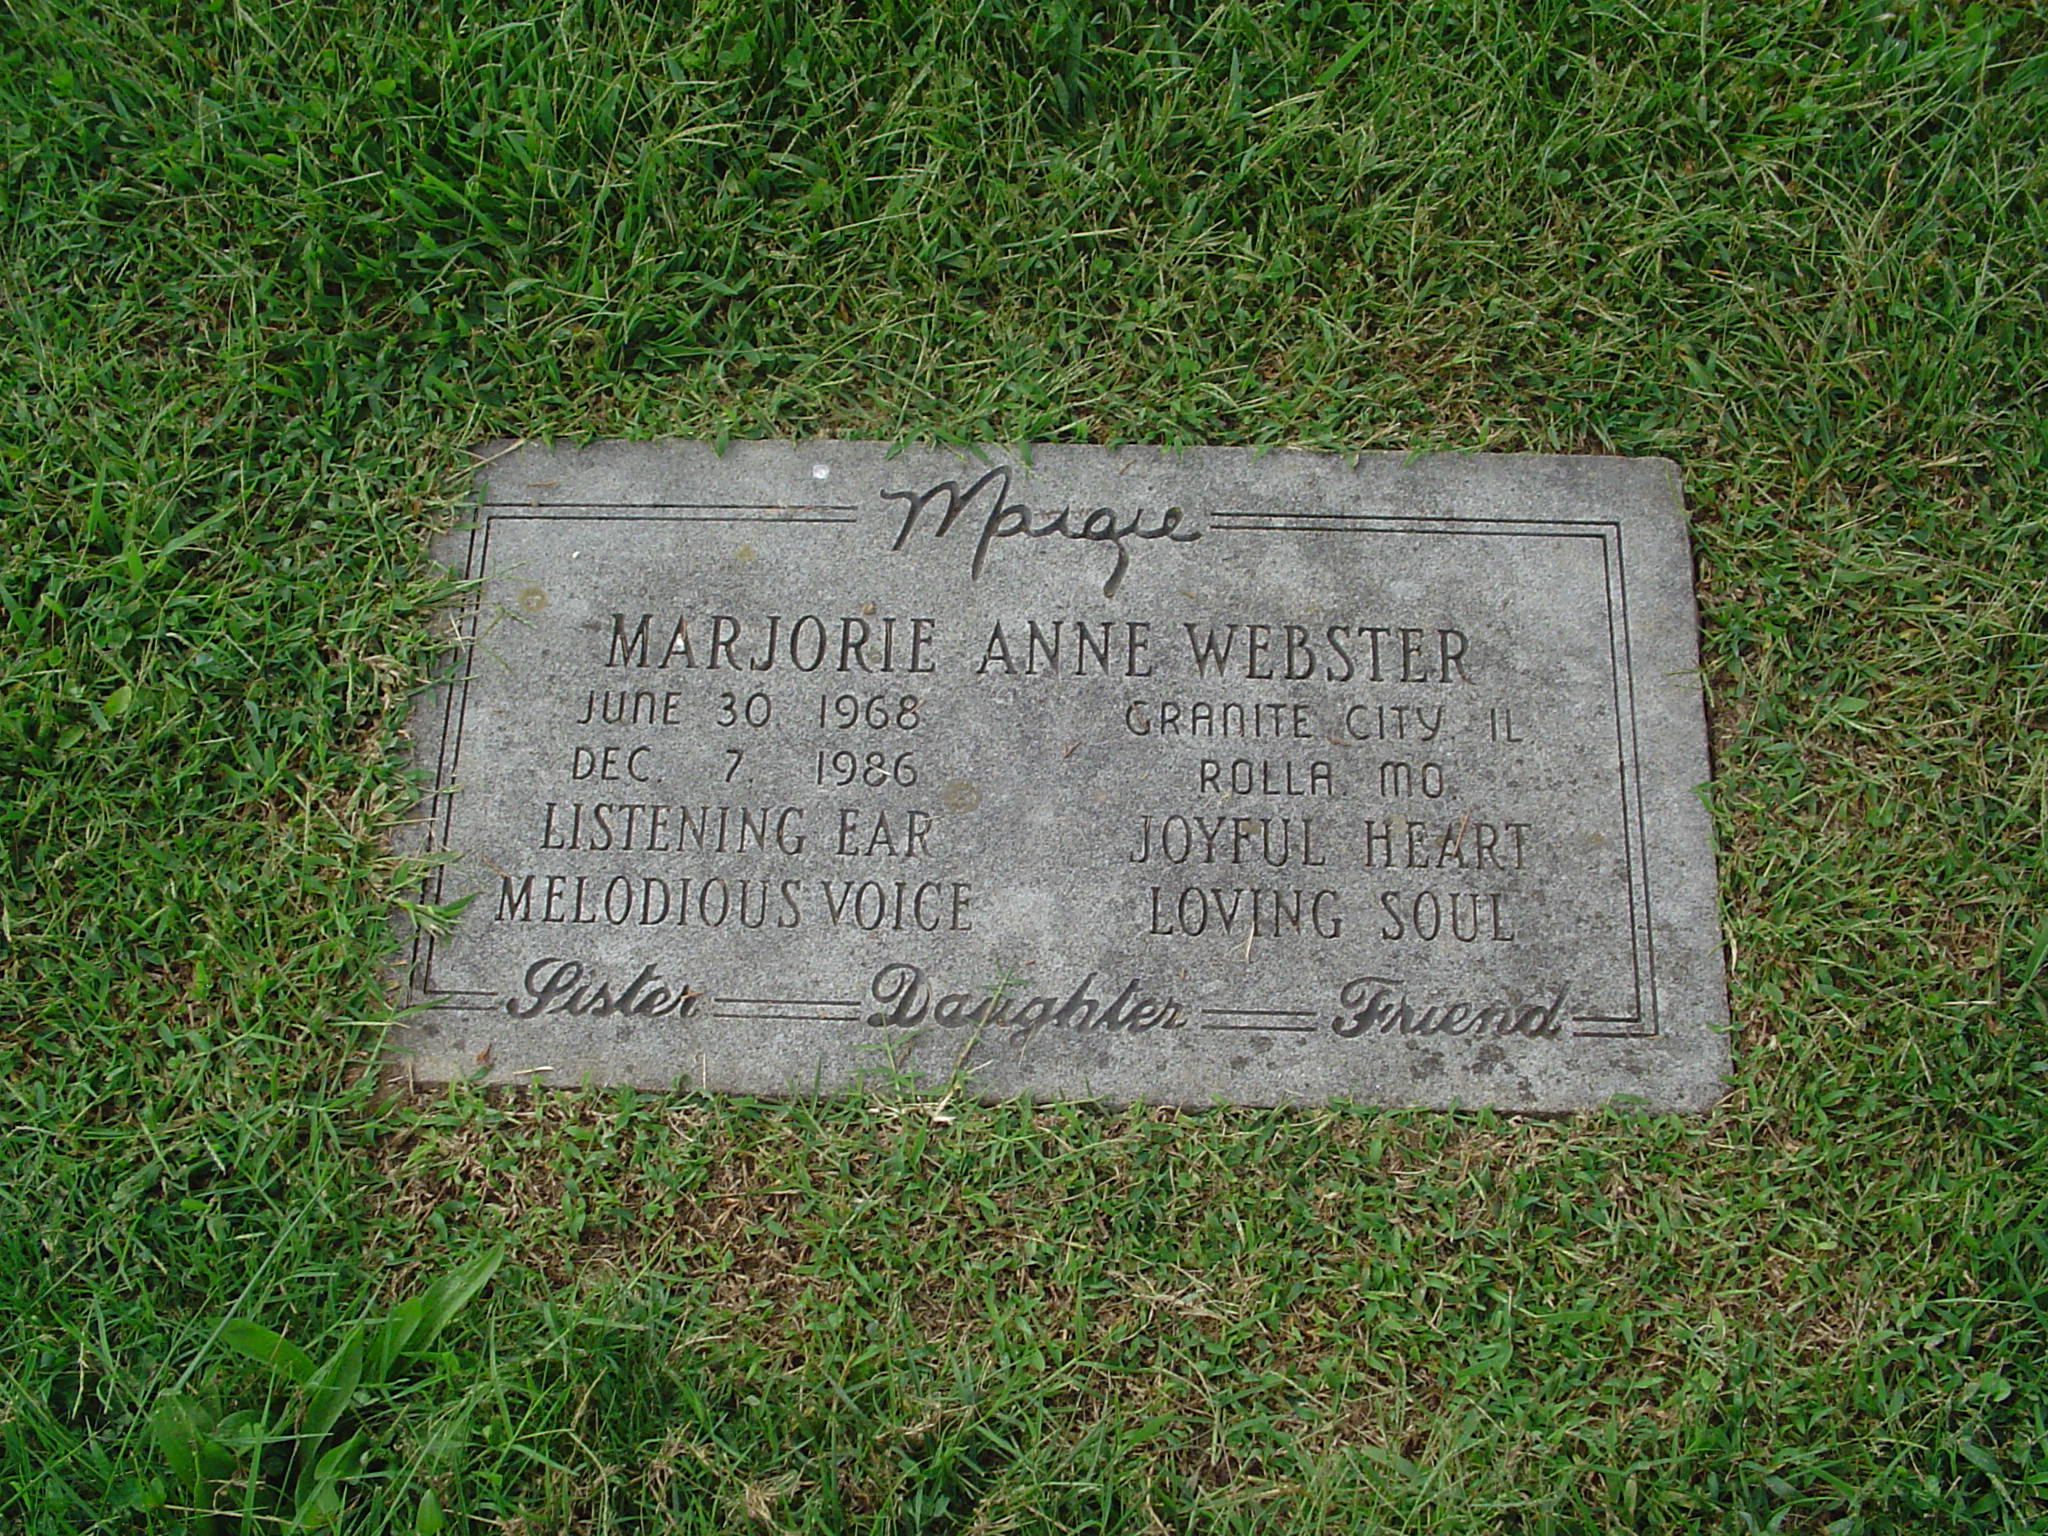 Margie
MARJORIE ANNE WEBSTER
JUNE 30 1968 GRANITE CITY, IL
DEC. 7, 1986 ROLLA, MO.
LISTENING EAR JOYFUL HEART
MELODIOUS VOICE LOVING SOUL
Sister Daughter Friend